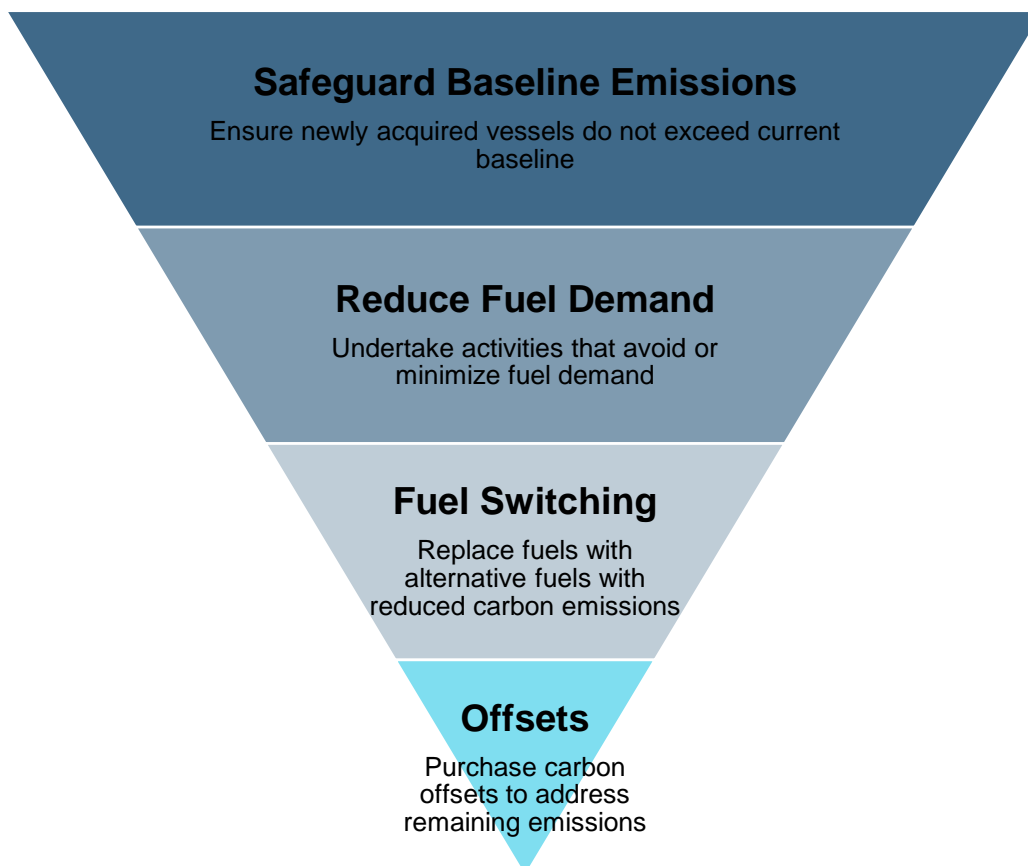 Safeguard Baseline Emissions
Ensure newly acquired vessels do not exceed current
baseline
Reduce Fuel Demand
Undertake activities that avoid or
minimize fuel demand
Fuel Switching
Replace fuels with
alternative fuels with
reduced carbon emissions
Offsets
Purchase carbon
offsets to address
remaining emissions